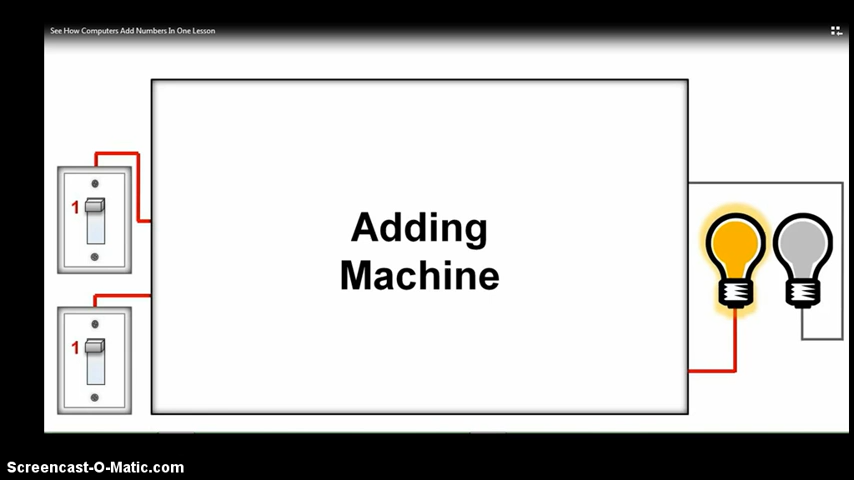 See How Computers Add Numbers In One Lesson
1
Adding
Machine
1
Screencast-O-Matic.com